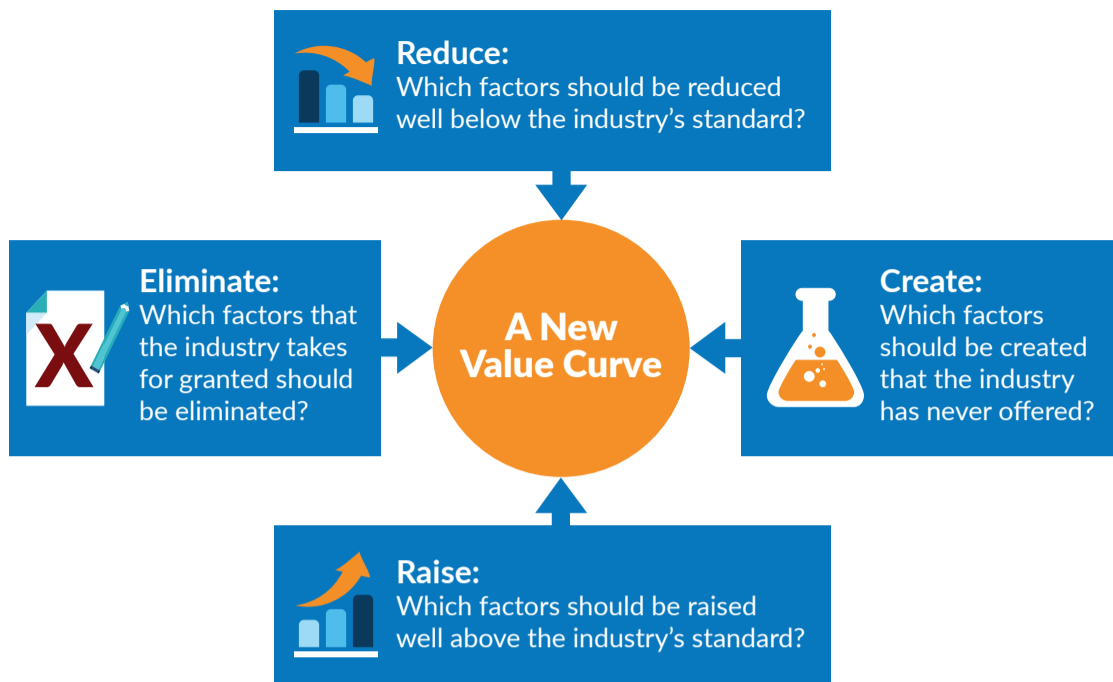 Reduce:
Which factors should be reduced
well below the industry’s standard?
Eliminate:
Which factors that
the industry takes
for granted should
be eliminated?
X
A New
Value Curve
Create:
Which factors
should be created
that the industry
has never offered?
Raise:
Which factors should be raised
well above the industry’s standard?